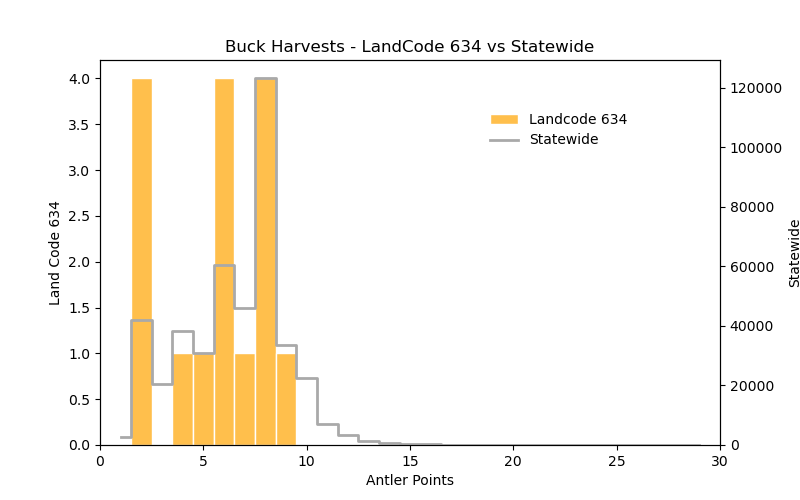 Buck Harvests - LandCode 634 vs Statewide
Land Code 634
4.0
3.5
3.0
2.5
2.0
1.5
1.0
0.5
0.0
Landcode 634
Statewide
120000
100000
80000
60000
40000
20000
0
Statewide
0 5 10 15 20 25 30
Antler Points